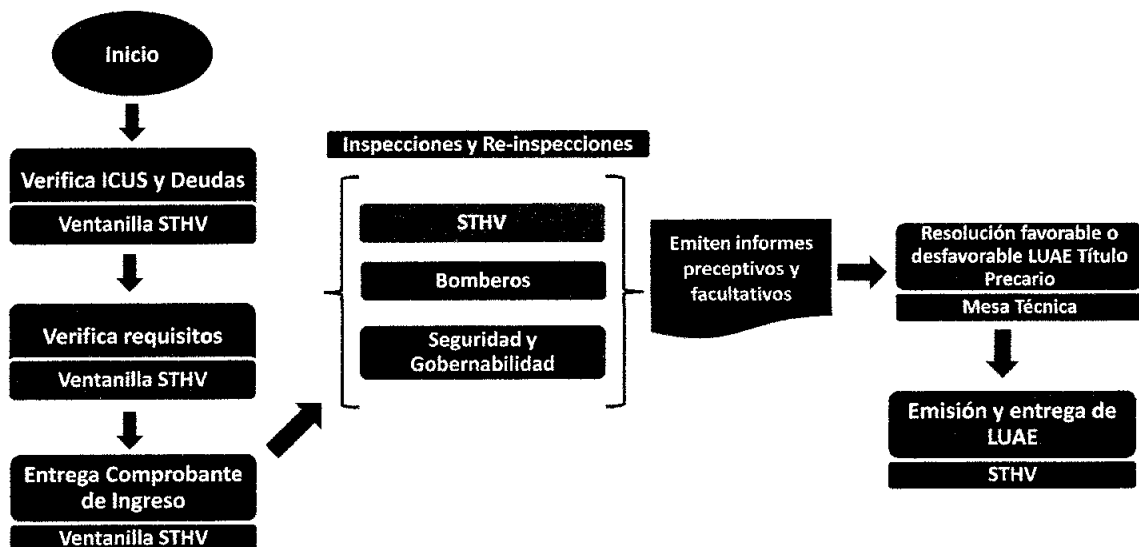 Inicio
Verifica ICUS y Deudas
Ventanilla STHV
Verifica requisitos
Ventanilla STHV
Entrega Comprobante
de Ingreso
Ventanilla STHV
Inspecciones y Re-inspecciones
STHV
Bomberos
Seguridad y
Gobernabilidad
Emiten informes
preceptivos y
facultativos
Resolución favorable o
desfavorable LUAE Título
Precario
Mesa Técnica
Emisión y entrega de
LUAE
STHV